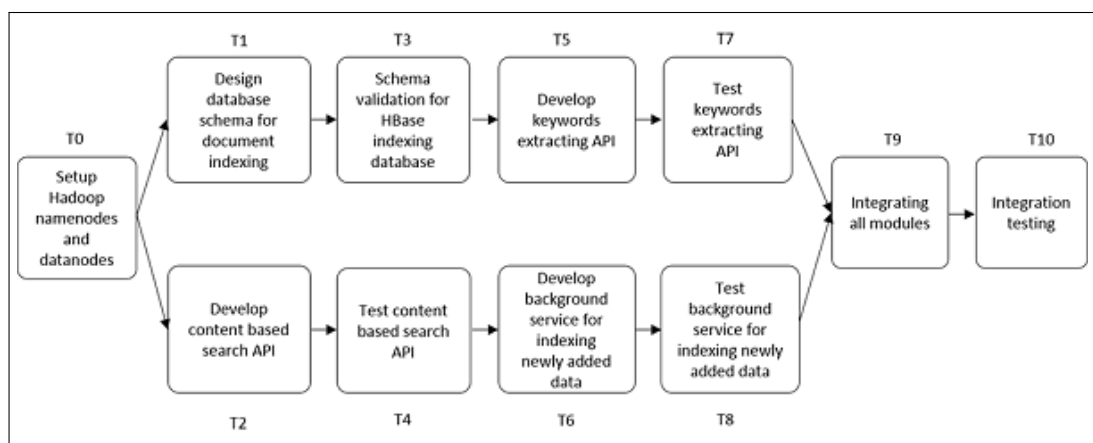 T0
Setup
Hadoop
namenodes
and
datanodes
T1
Design
database
schema for
document
indexing
T3
Schema
validation for
HBase
indexing
database
T5
Develop
keywords
extracting API
T7
Test
keywords
extracting
API
Develop
content based
search API
T2
Test content
based search
API
T4
Develop
background
service for
indexing
newly added
data
T6
Test
background
service for
indexing newly
added data
T8
T9
Integrating
all modules
T10
Integration
testing